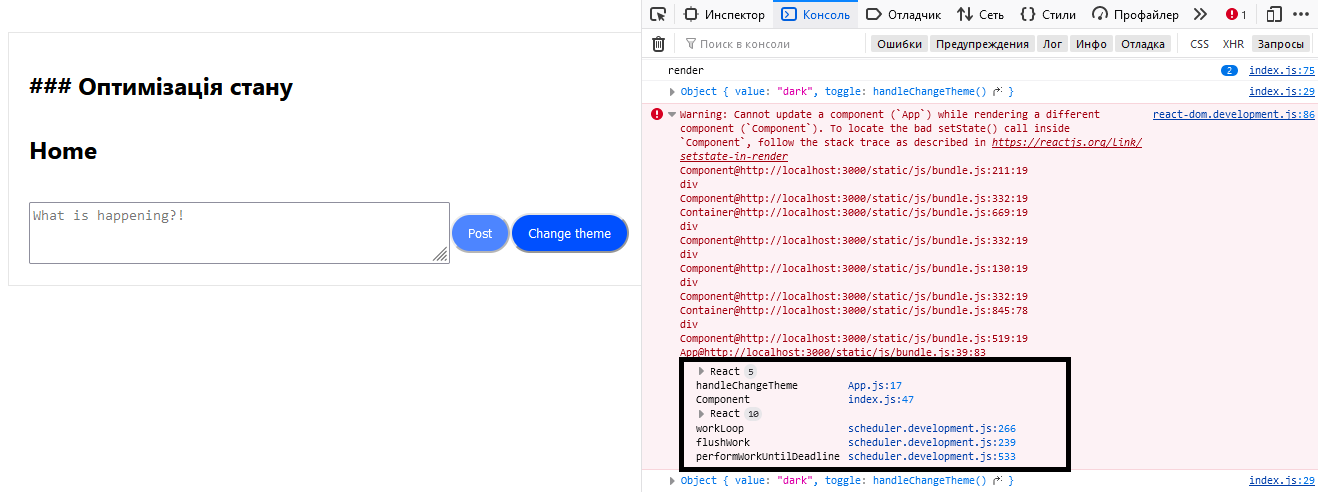 Инспектор Консоль Отладчик Сеть Стили Профайлер 1
Поиск в консоли Ошибки Предупреждения Лог Инфо Отладка CSS XHR Запросы
### Оптимізація стану
Home
What is happening?!
Post Change theme
render 2 index.js:75
Object { value: "dark", toggle: handleChangeTheme() } index.js:29
Warning: Cannot update a component (`App`) while rendering a different react-dom.development.js:86
component (`Component`). To locate the bad setState() call inside
`Component`, follow the stack trace as described in https://reactjs.org/link/
setstate-in-render
Component@http://localhost:3000/static/js/bundle.js:211:19
div
Component@http://localhost:3000/static/js/bundle.js:332:19
Container@http://localhost:3000/static/js/bundle.js:669:19
div
Component@http://localhost:3000/static/js/bundle.js:332:19
div
Component@http://localhost:3000/static/js/bundle.js:130:19
div
Component@http://localhost:3000/static/js/bundle.js:332:19
Container@http://localhost:3000/static/js/bundle.js:845:78
div
Component@http://localhost:3000/static/js/bundle.js:519:19
App@http://localhost:3000/static/js/bundle.js:39:83
React 5
handleChangeTheme App.js:17
Component index.js:47
React 10
workLoop scheduler.development.js:266
flushWork scheduler.development.js:239
performWorkUntilDeadline scheduler.development.js:533
Object { value: "dark", toggle: handleChangeTheme() } index.js:29